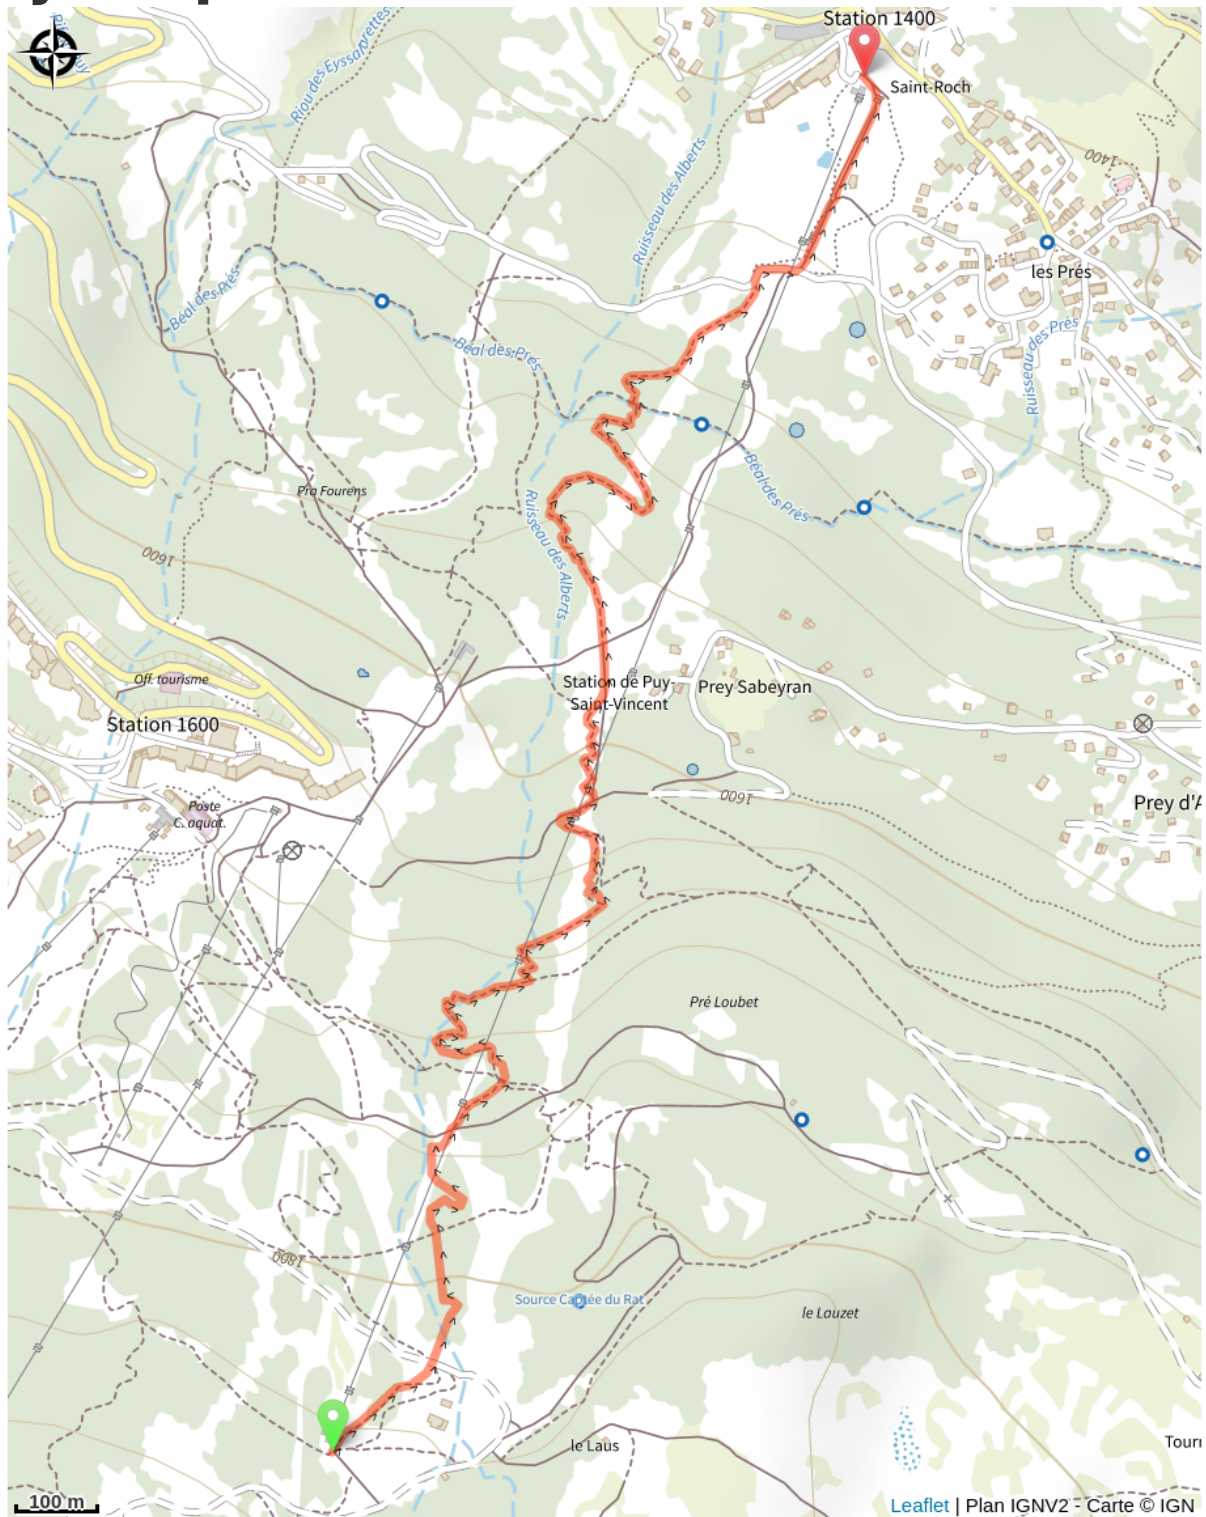 Station 1400
Saint-Roch
Riou des Eyssarettes
Ruisseau des Alberts
1400
les Prés
Béal des Prés
Béal des Prés
Ruisseau des Prés
Béal des Prés
Pra Fourens
Ruisseau des Alberts
1600
Off. tourisme
Station 1600
Station de Puy-
Saint-Vincent
Prey Sabeyran
1600
Poste
C. aquat.
Prey d'A
Pré Loubet
1800
Source Captée du Rat
le Lauzet
le Laus
Tour
100 m
Leaflet | Plan IGNV2 - Carte © IGN